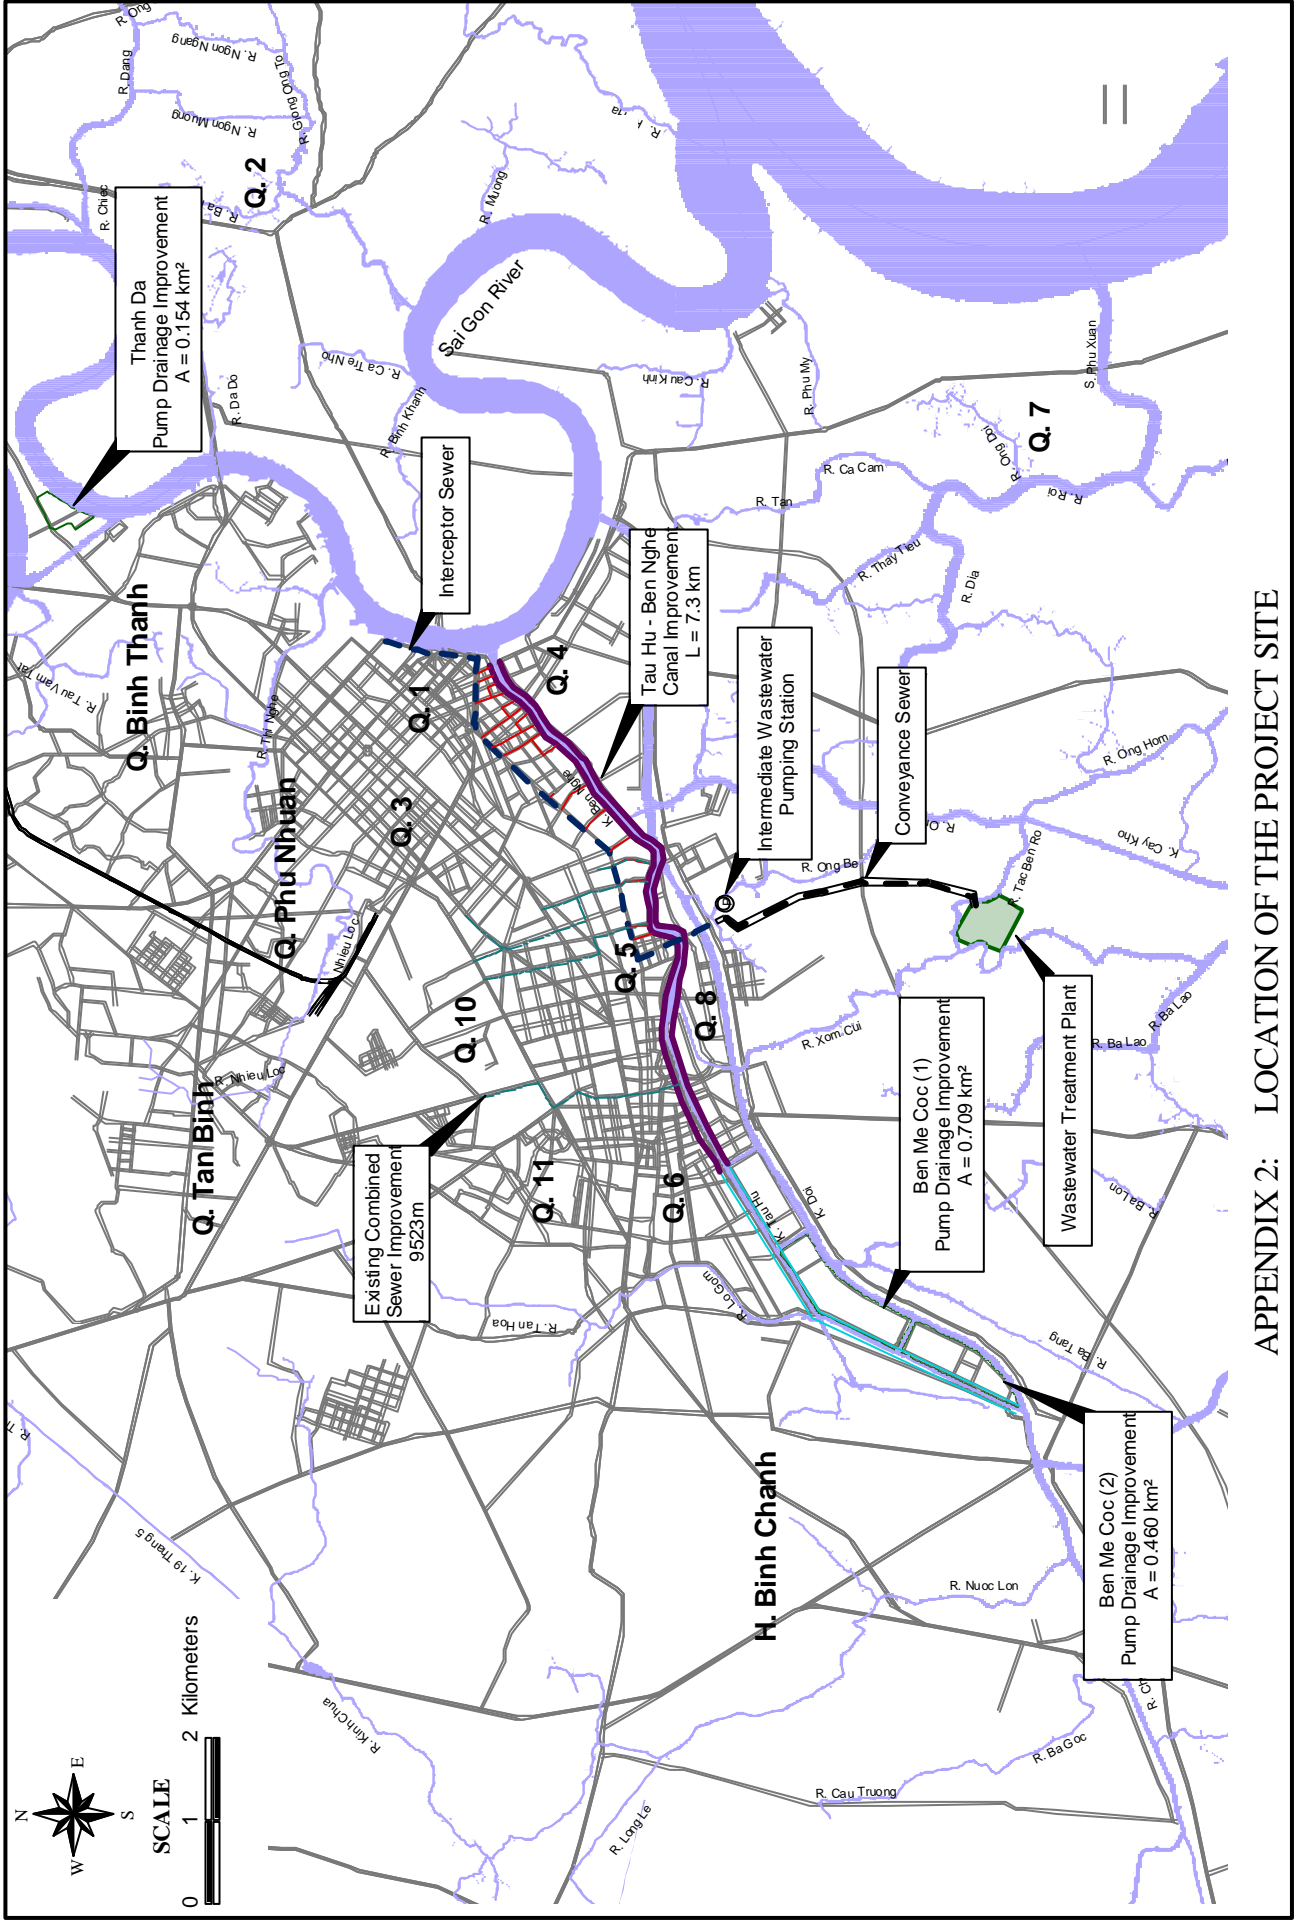 N
W
E
S
SCALE
0 1 2 Kilometers
R. Ong
R. Dang
R. Ngon Ngang
R. Ngon Muong
R. Giong Ong To
R. Chiec
R. Ba
Q. 2
R. Muong
Thanh Da
Pump Drainage Improvement
A = 0.154 km²
R. Da Do
R. Ca Tre Nho
R. Binh Khanh
Sai Gon River
R. Cau Kinh
R. Phu My
S. Phu Xuan
Interceptor Sewer
Q. Binh Thanh
R. Tau Vam Tat
R. Thi Nghe
Q. 1
Q. 4
Q. 3
Q. Phu Nhuan
K. Ben Nghe
Tau Hu - Ben Nghe
Canal Improvement
L = 7.3 km
R. Tan
R. Ca Cam
R. Ong Doi
Q. 7
R. Roi
R. Thay Tieu
R. Dia
Intermediate Wastewater
Pumping Station
P
Conveyance Sewer
R. Ong Be
R. Ong Hom
R. Tac Ben Ro
K. Cay Kho
Nhieu Loc
R. Nhieu Loc
Q. Tan Binh
Q. 10
Q. 5
Q. 8
R. Xom Cui
R. Ba Lao
R. Ba Lao
Wastewater Treatment Plant
Ben Me Coc (1)
Pump Drainage Improvement
A = 0.709 km²
R. Ba Lon
Existing Combined
Sewer Improvement
9523m
Q. 11
Q. 6
K. Tau Hu
K. Doi
R. Lo Gom
R. Tan Hoa
R. Ba Tang
Ben Me Coc (2)
Pump Drainage Improvement
A = 0.460 km²
K. 19 Thang 5
H. Binh Chanh
R. Nuoc Lon
R. Kinh Chua
R. Ba Goc
R. Cau Truong
R. Long Le
APPENDIX 2: LOCATION OF THE PROJECT SITE